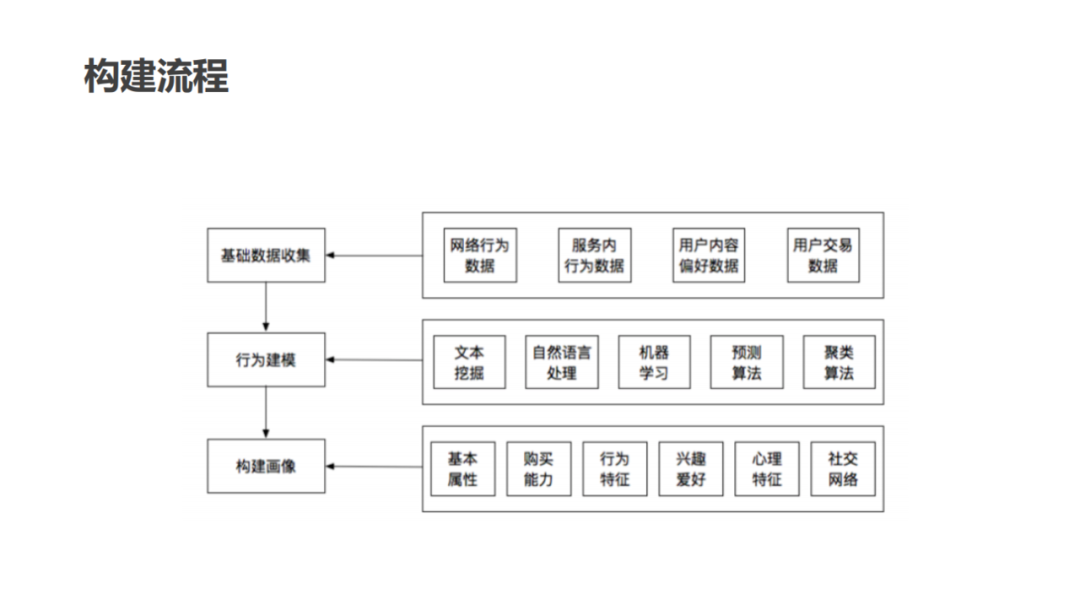 构建流程
基础数据收集
网络行为
数据
服务内
行为数据
用户内容
偏好数据
用户交易
数据
行为建模
文本
挖掘
自然语言
处理
机器
学习
预测
算法
聚类
算法
构建画像
基本
属性
购买
能力
行为
特征
兴趣
爱好
心理
特征
社交
网络